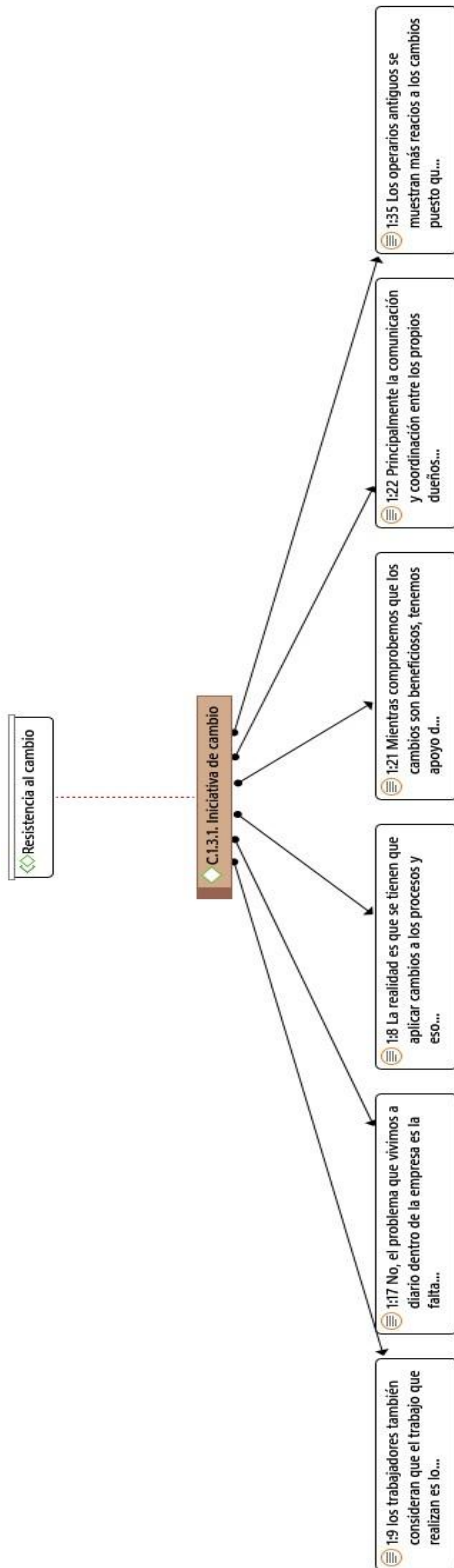 Resistencia al cambio
C.1.3.1. Iniciativa de cambio
1:9 los trabajadores también
consideran que el trabajo que
realizan es lo...
1:17 No, el problema que vivimos a
diario dentro de la empresa es la
falta...
1:8 La realidad es que se tienen que
aplicar cambios a los procesos y
eso...
1:21 Mientras comprobemos que los
cambios son beneficiosos, tenemos
apoyo d...
1:22 Principalmente la comunicación
y coordinación entre los propios
dueños...
1:35 Los operarios antiguos se
muestran más reacios a los cambios
puesto qu...